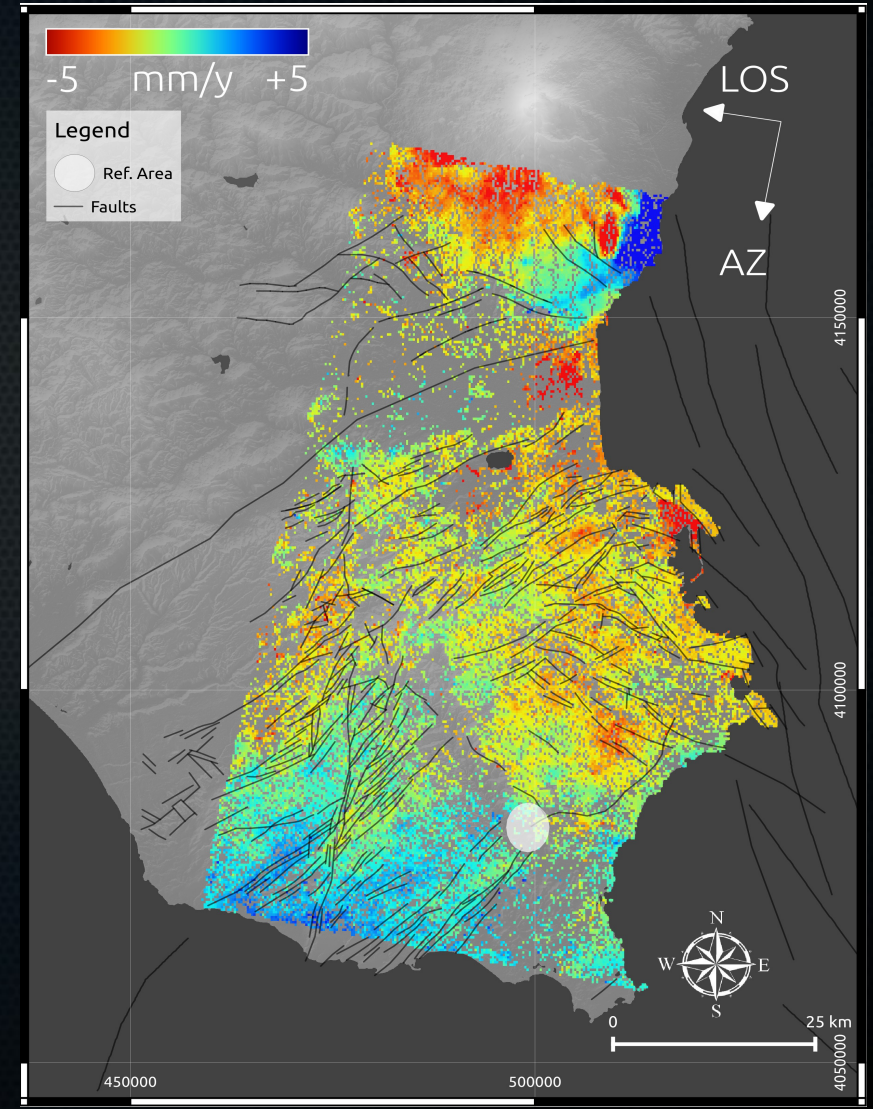 -5 mm/y +5
LOS
Legend
Ref. Area
Faults
AZ
4150000
4100000
N
W E
S
0 25 km
4050000
450000 500000